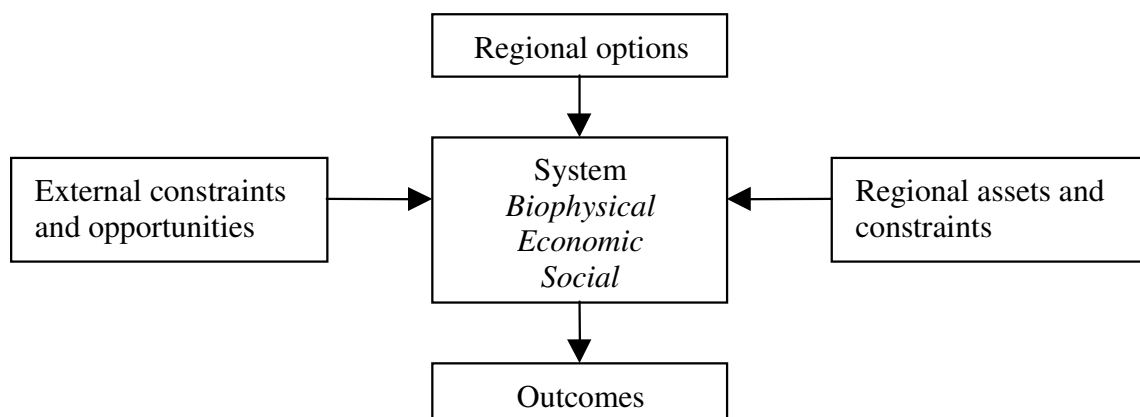 Regional options
External constraints
and opportunities
System
Biophysical
Economic
Social
Regional assets and
constraints
Outcomes